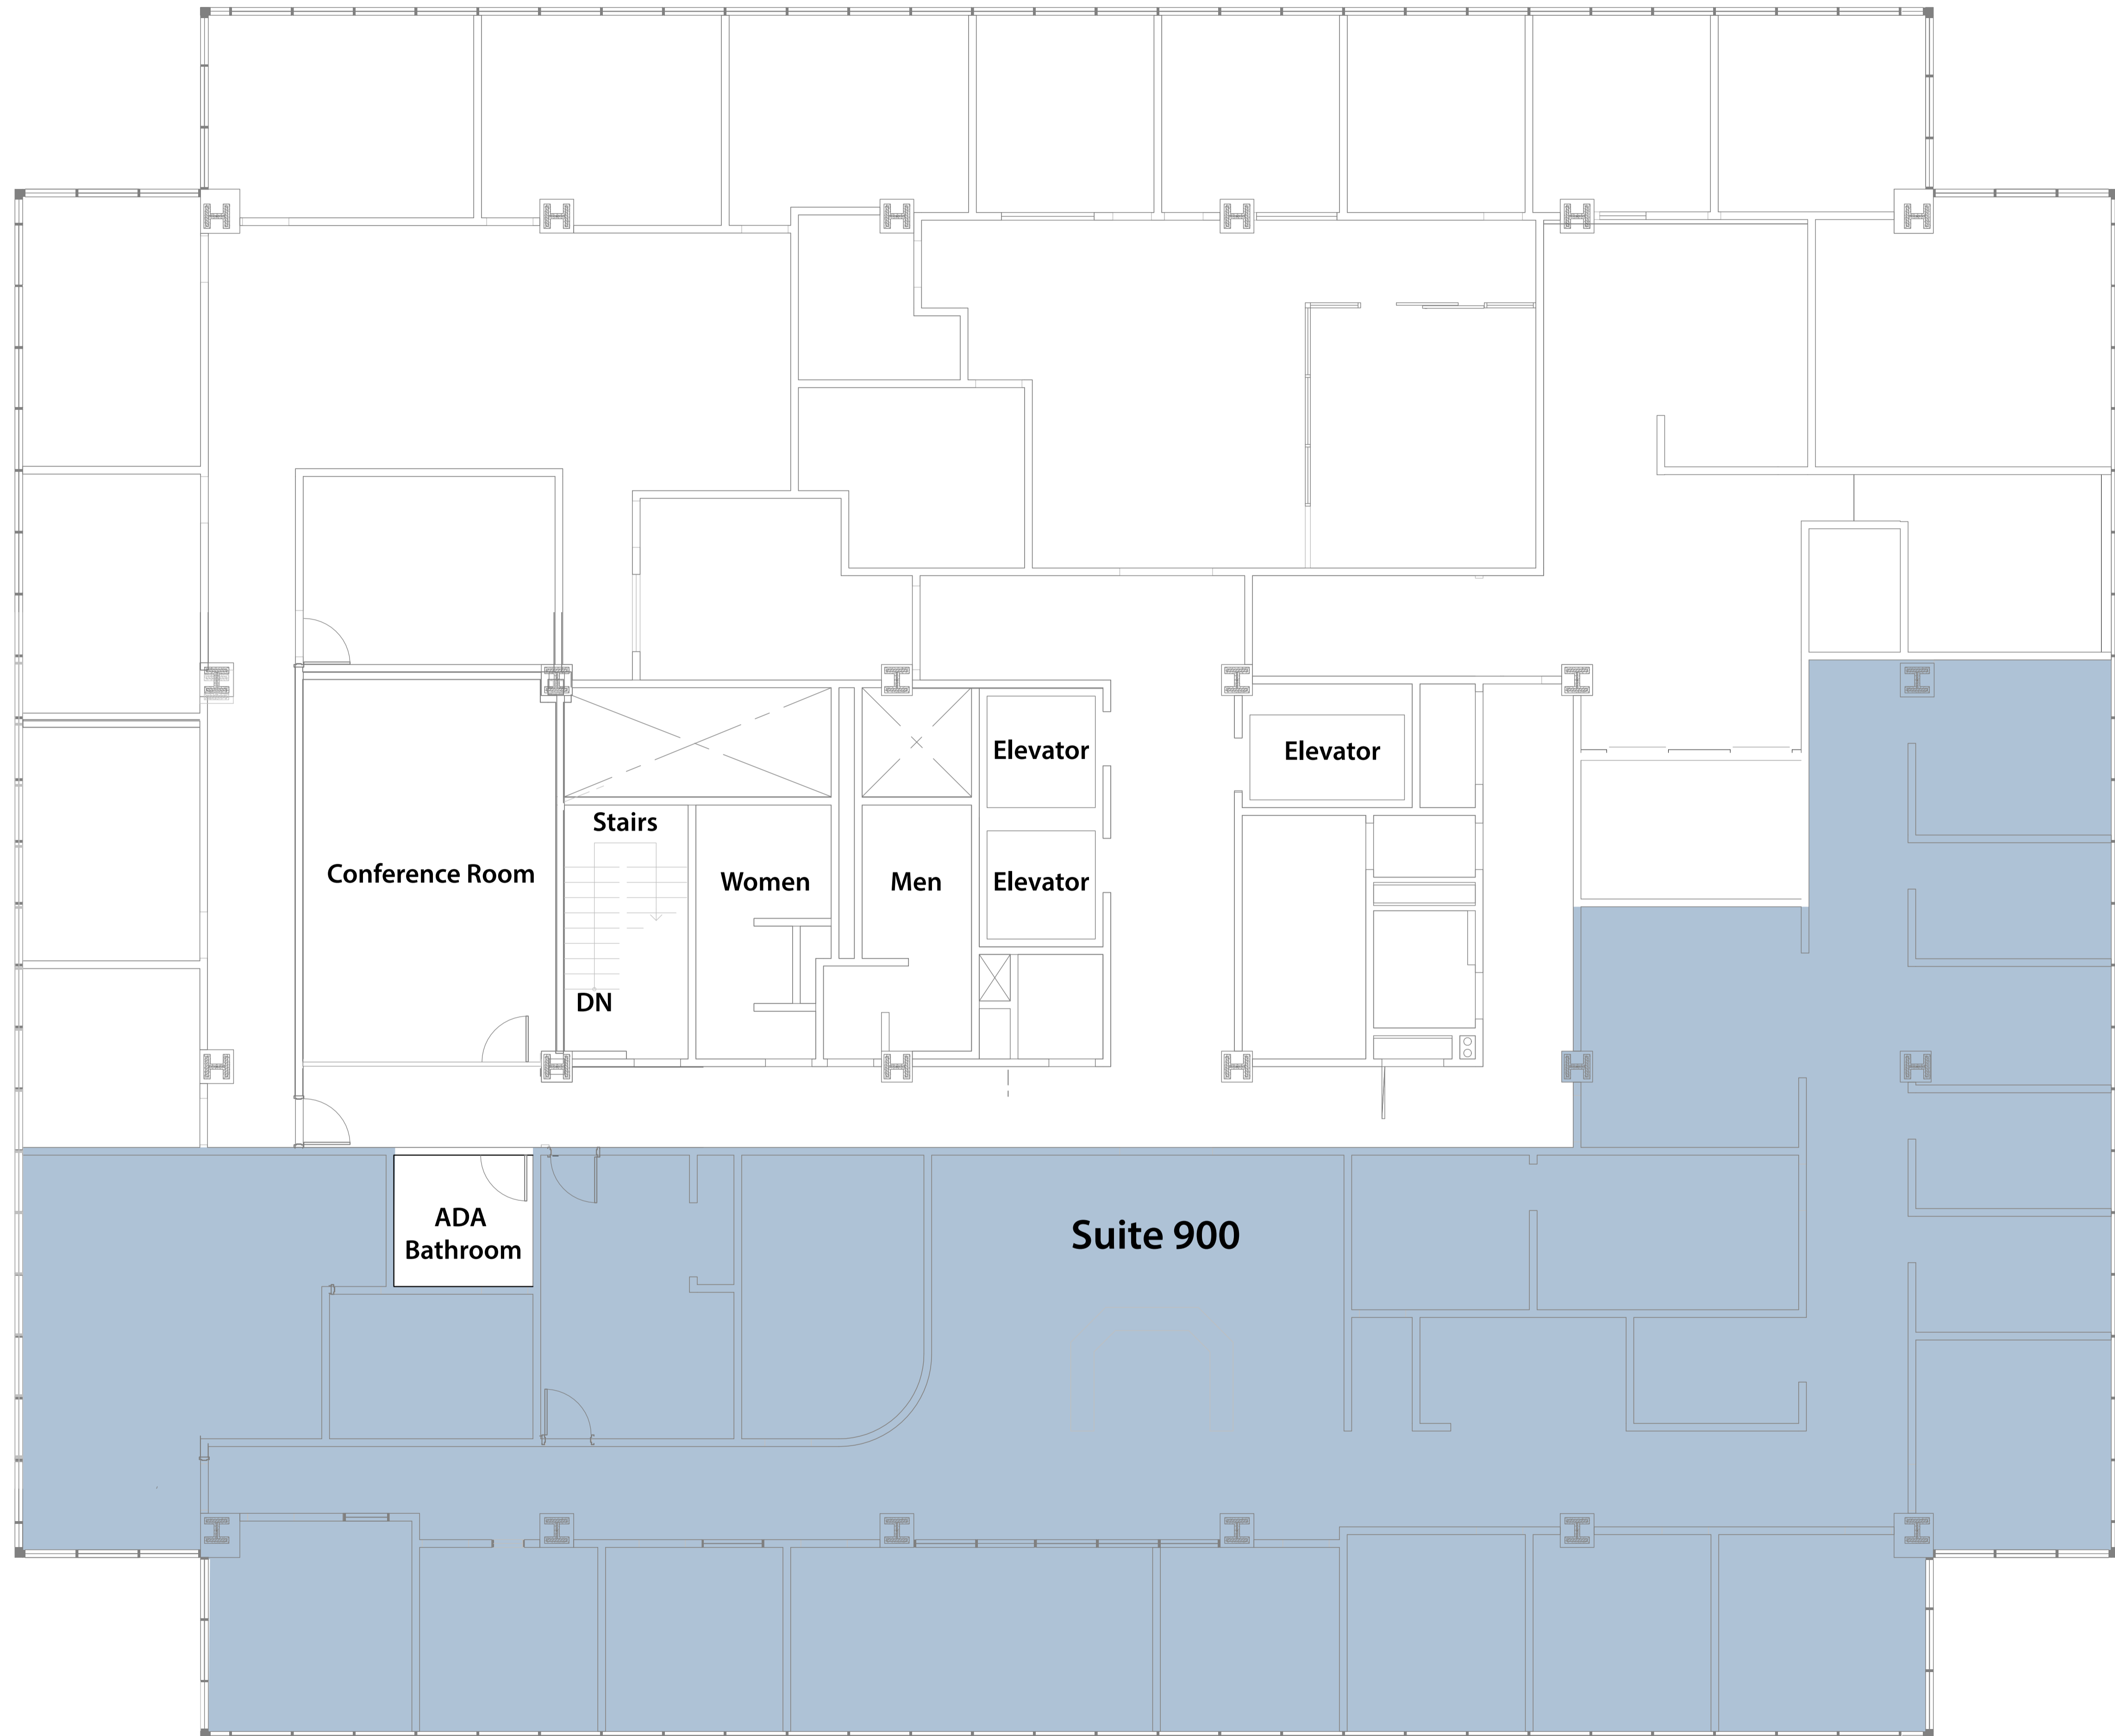 Elevator
Elevator
Stairs
Conference Room
Women
Men
Elevator
DN
ADA
Bathroom
Suite 900